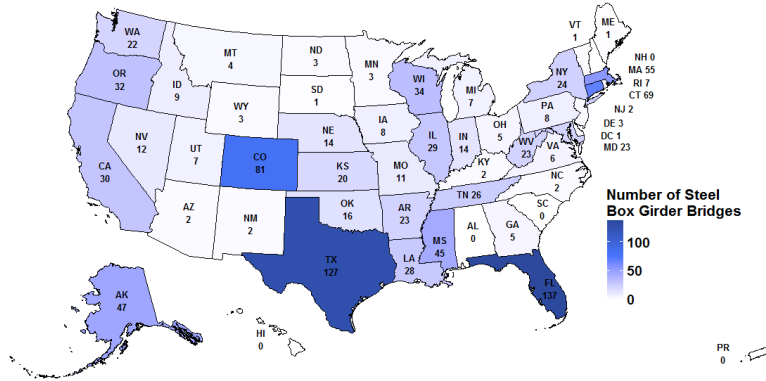 WA
22
OR
32
CA
30
NV
12
ID
9
MT
4
WY
3
UT
7
AZ
2
CO
81
NM
2
ND
3
SD
1
NE
14
KS
20
OK
16
TX
127
MN
3
IA
8
MO
11
AR
23
LA
28
WI
34
IL
29
MS
45
MI
7
IN
14
KY
2
TN 26
AL
0
OH
5
WV
23
GA
5
FL
137
SC
0
NC
2
VA
6
PA
8
NY
24
VT
1
ME
1
NH 0
MA 55
RI 7
CT 69
NJ 2
DE 3
DC 1
MD 23
AK
47
HI
0
PR
0
Number of Steel
Box Girder Bridges
100
50
0